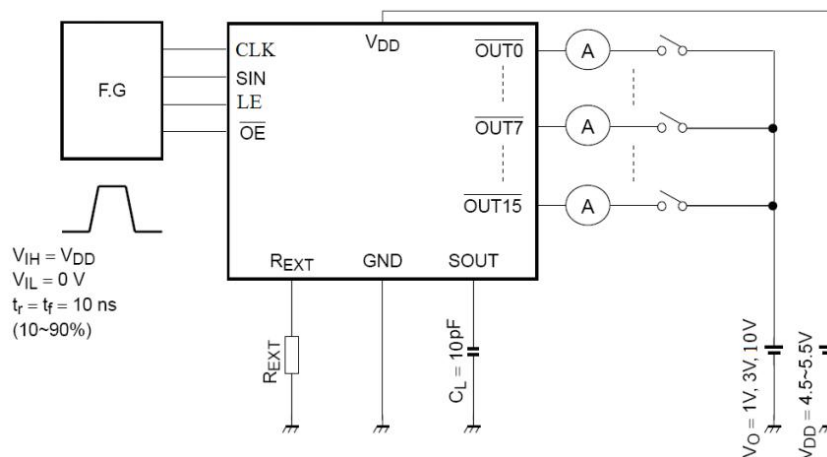 F.G
CLK
SIN
LE
OE
VDD
OUT0
OUT7
OUT15
A
A
A
REXT
GND
SOUT
VIH = VDD
VIL = 0 V
tr = tf = 10 ns
(10~90%)
REXT
CL = 10pF
VO = 1V, 3V, 10V
VDD = 4.5~5.5V